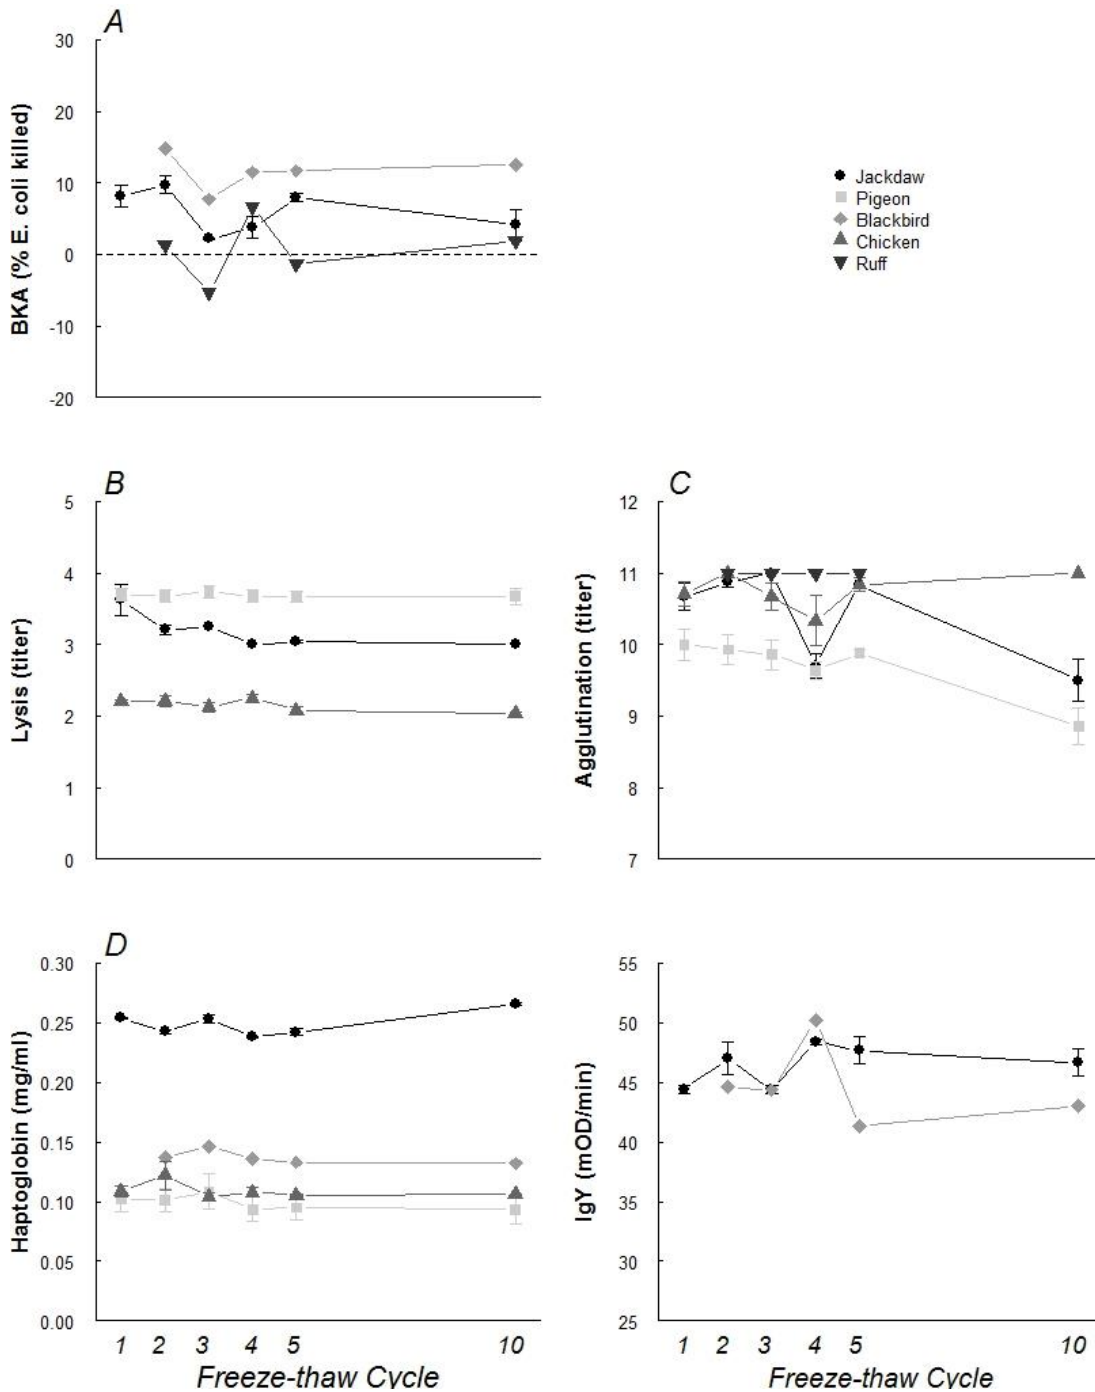 A
30
20
10
0
-10
-20
BKA (% E. coli killed)
Jackdaw
Pigeon
Blackbird
Chicken
Ruff
B
5
4
3
2
1
0
Lysis (titer)
C
12
11
10
9
8
7
Agglutination (titer)
D
0.30
0.25
0.20
0.15
0.10
0.05
0.00
Haptoglobin (mg/ml)
1 2 3 4 5 10
Freeze-thaw Cycle
55
50
45
40
35
30
25
IgY (mOD/min)
1 2 3 4 5 10
Freeze-thaw Cycle